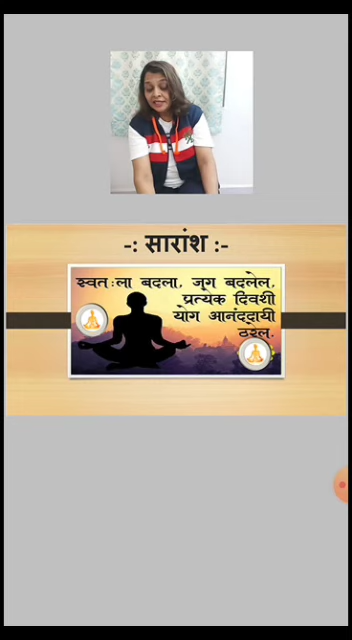 -: सारांश :-
स्वतःला बदला, जग बदलेल,
प्रत्येक दिवशी
योग आनंददायी
ठरेल.